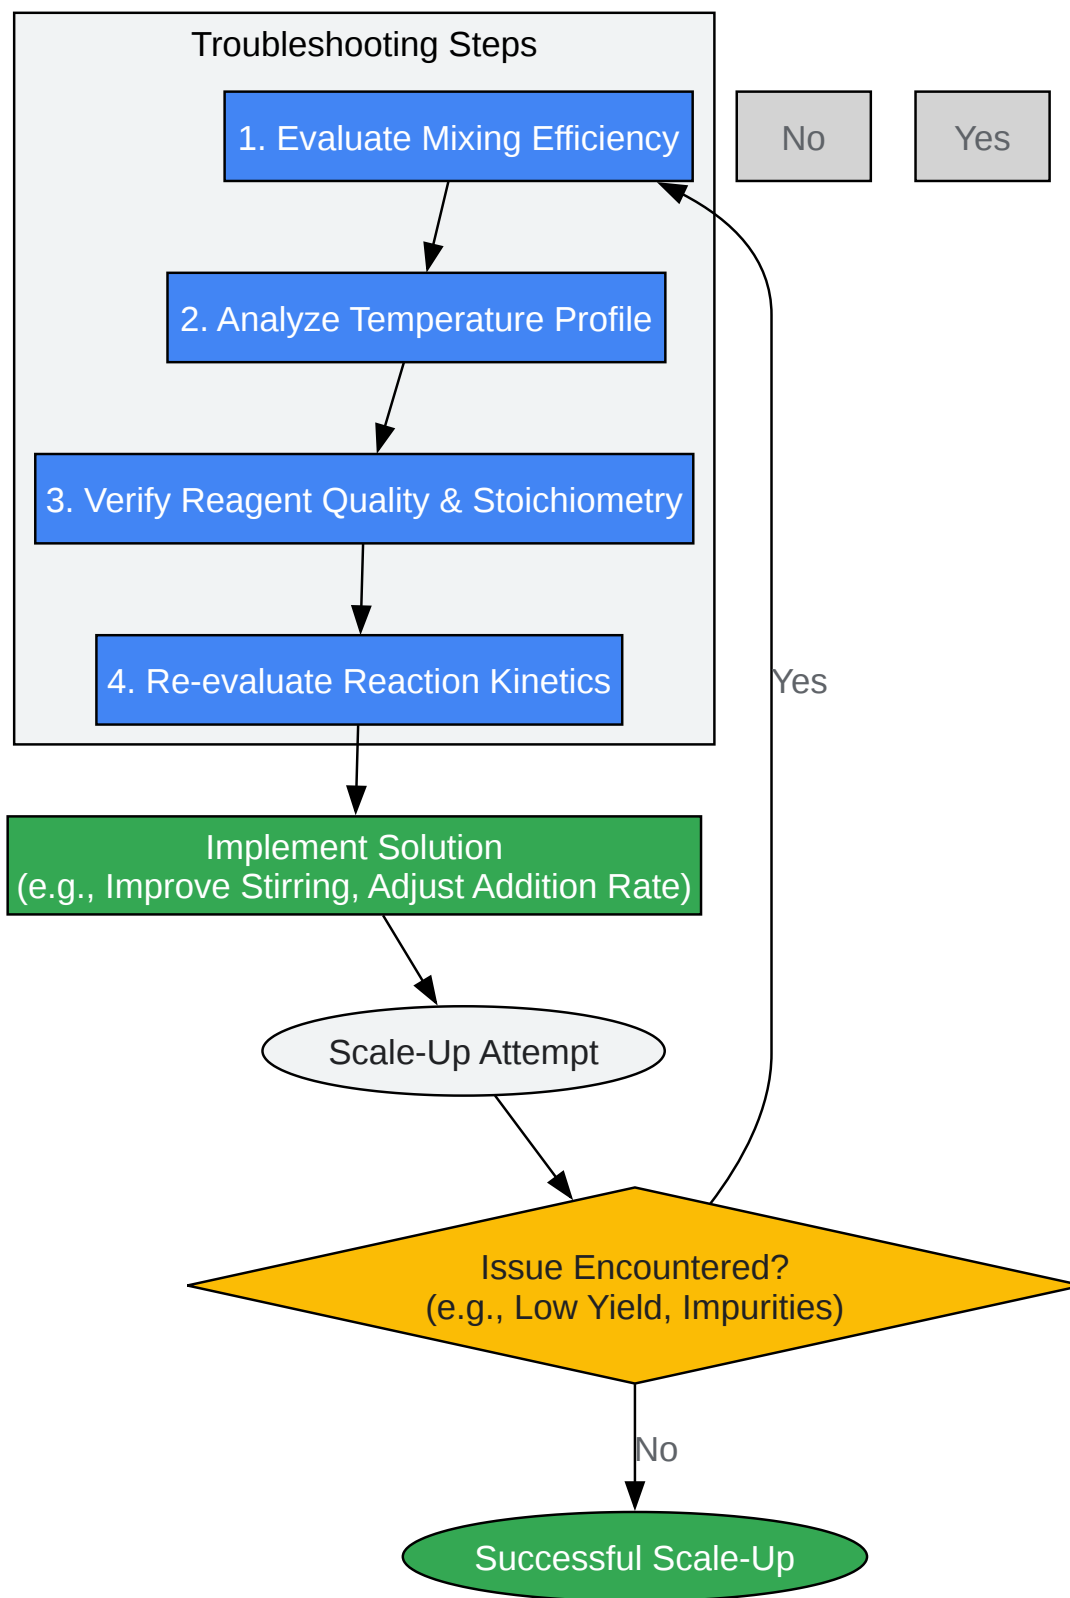 Troubleshooting Steps
1. Evaluate Mixing Efficiency
No
Yes
2. Analyze Temperature Profile
3. Verify Reagent Quality & Stoichiometry
4. Re-evaluate Reaction Kinetics
Yes
Implement Solution
(e.g., Improve Stirring, Adjust Addition Rate)
Scale-Up Attempt
Issue Encountered?
(e.g., Low Yield, Impurities)
No
Successful Scale-Up